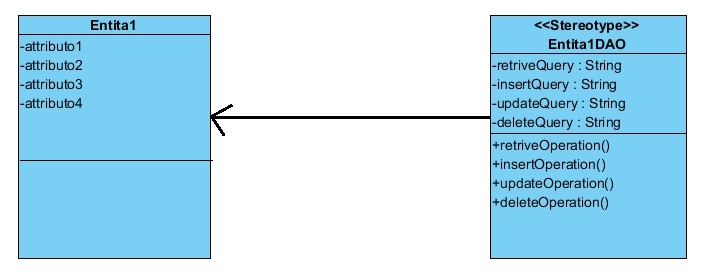 Entita1
-attributo1
-attributo2
-attributo3
-attributo4
<<Stereotype>>
Entita1DAO
-retriveQuery : String
-insertQuery : String
-updateQuery : String
-deleteQuery : String
+retriveOperation()
+insertOperation()
+updateOperation()
+deleteOperation()